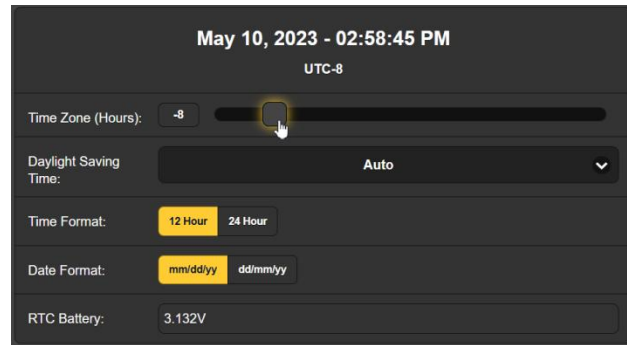 May 10, 2023 - 02:58:45 PM
UTC-8
Time Zone (Hours): -8
Daylight Saving Time: Auto
Time Format: 12 Hour 24 Hour
Date Format: mm/dd/yy dd/mm/yy
RTC Battery: 3.132V